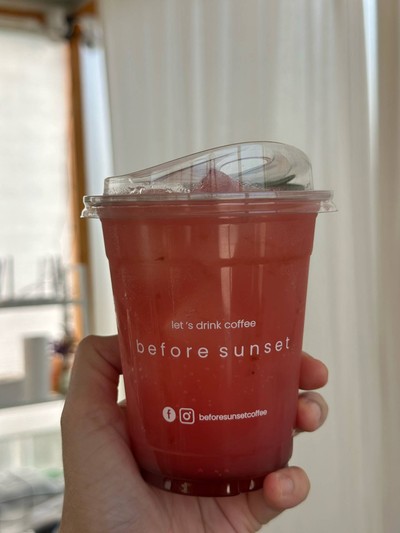 let's drink coffee
before sunset
beforesunsetcoffee